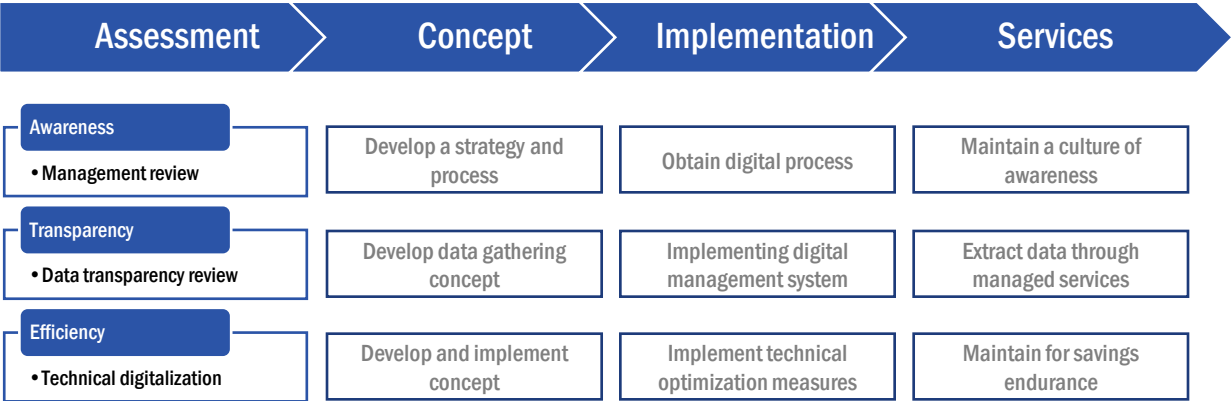 Assessment
Concept
Implementation
Services
Awareness
• Management review
Develop a strategy and
process
Obtain digital process
Maintain a culture of
awareness
Transparency
• Data transparency review
Develop data gathering
concept
Implementing digital
management system
Extract data through
managed services
Efficiency
• Technical digitalization
Develop and implement
concept
Implement technical
optimization measures
Maintain for savings
endurance